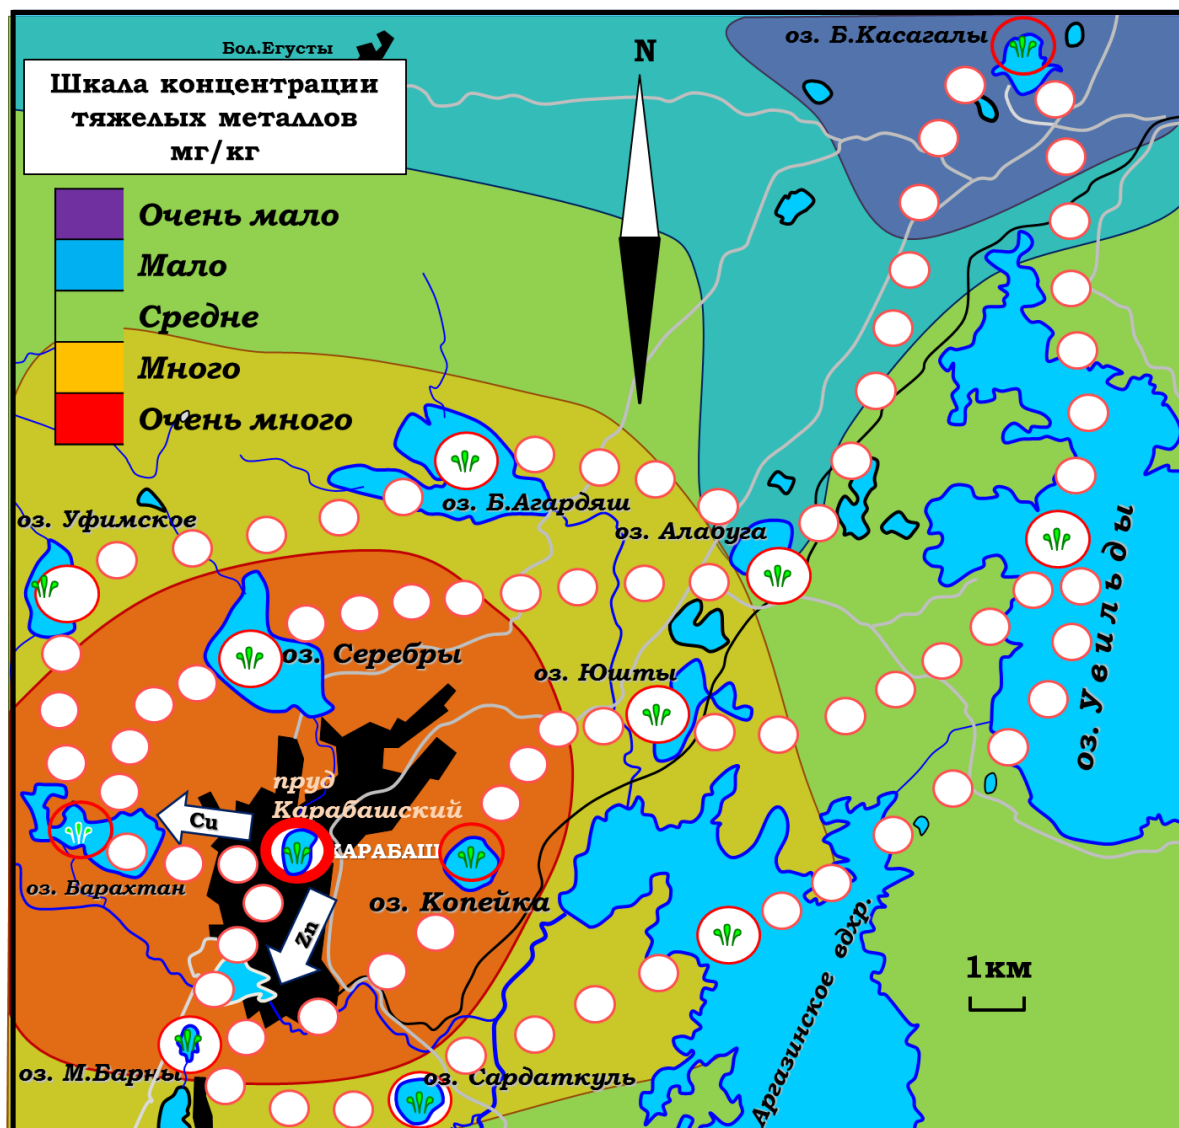 Бол.Егусты
оз. Б.Касагалы
N
Шкала концентрации
тяжелых металлов
мг/кг
Очень мало
Мало
Средне
Много
Очень много
оз. Б.Агардяш
оз. Уфимское
оз. Алабуга
оз. Увильды
оз. Серебры
оз. Юшты
пруд
Карабашский
Cu
КАРАБАШ
оз. Варахтан
оз. Копейка
Zn
Аргазинское вдхр.
1км
оз. М.Барны
оз. Сардаткуль